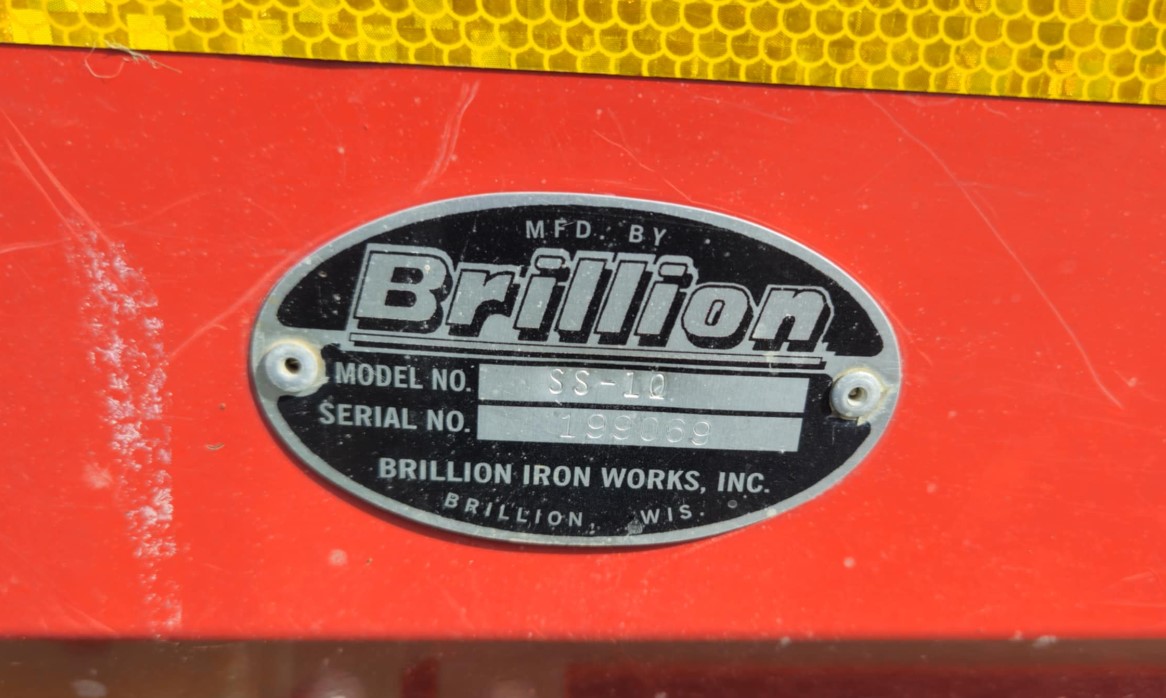 MFD. BY
Brillion
MODEL NO. SS-10
SERIAL NO. 199069
BRILLION IRON WORKS, INC.
BRILLION, WIS.